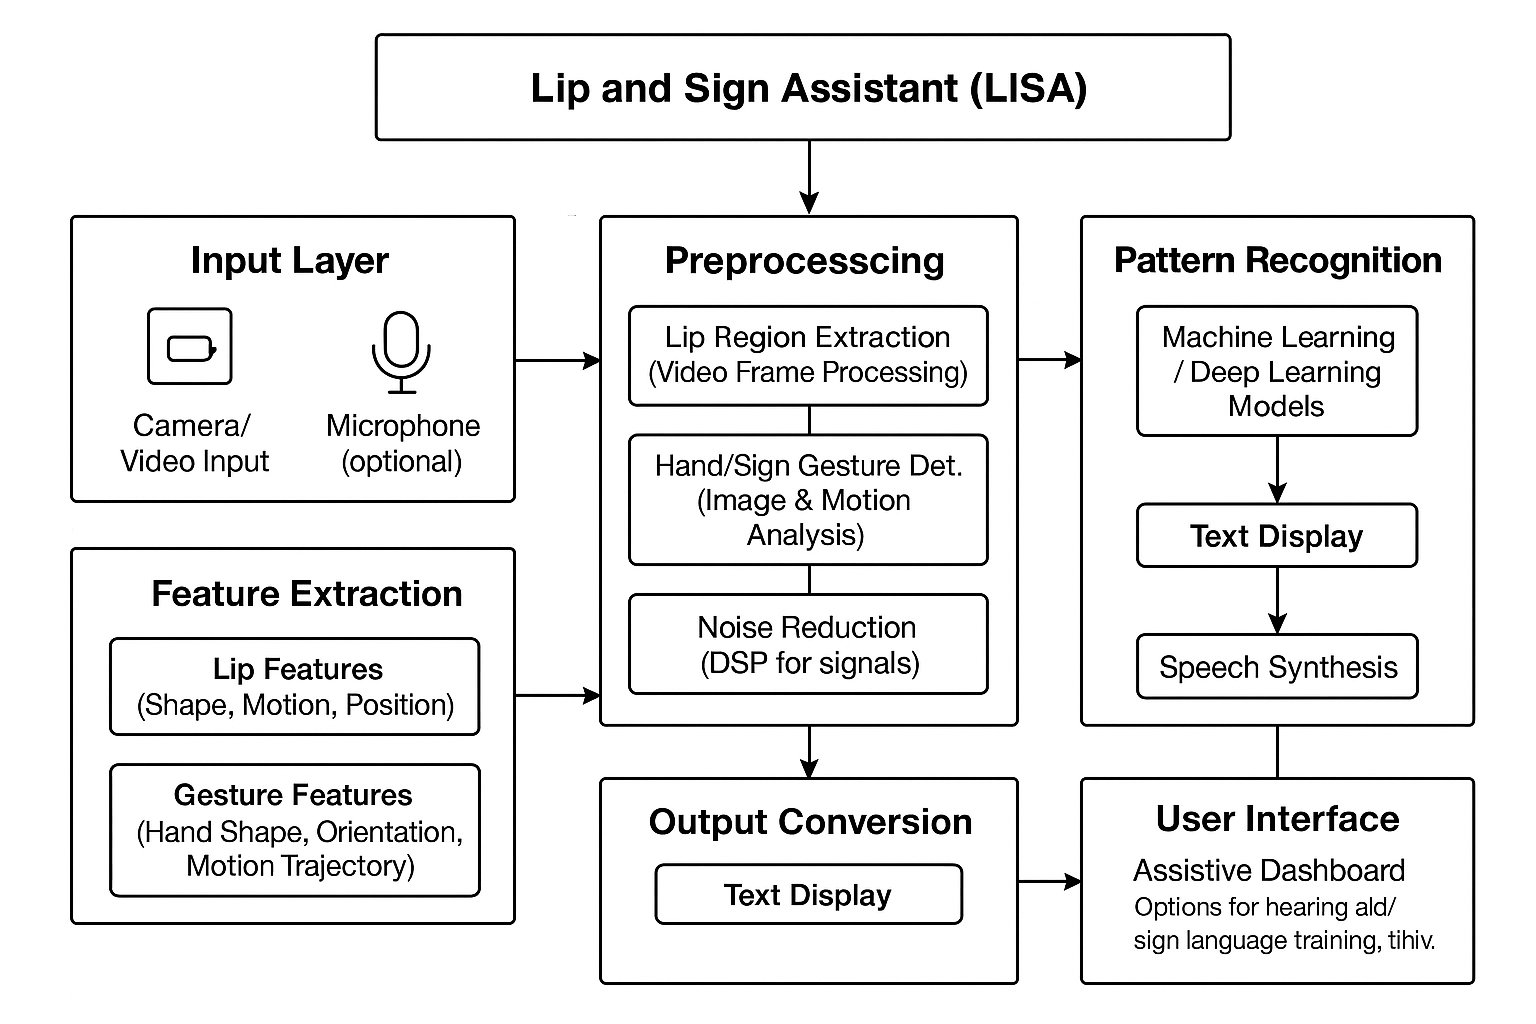 Lip and Sign Assistant (LISA)
Input Layer
Camera/
Video Input
Microphone
(optional)
Feature Extraction
Lip Features
(Shape, Motion, Position)
Gesture Features
(Hand Shape, Orientation,
Motion Trajectory)
Preprocesscing
Lip Region Extraction
(Video Frame Processing)
Hand/Sign Gesture Det.
(Image & Motion
Analysis)
Noise Reduction
(DSP for signals)
Output Conversion
Text Display
Pattern Recognition
Machine Learning
/ Deep Learning
Models
Text Display
Speech Synthesis
User Interface
Assistive Dashboard
Options for hearing ald/
sign language training, tihiv.